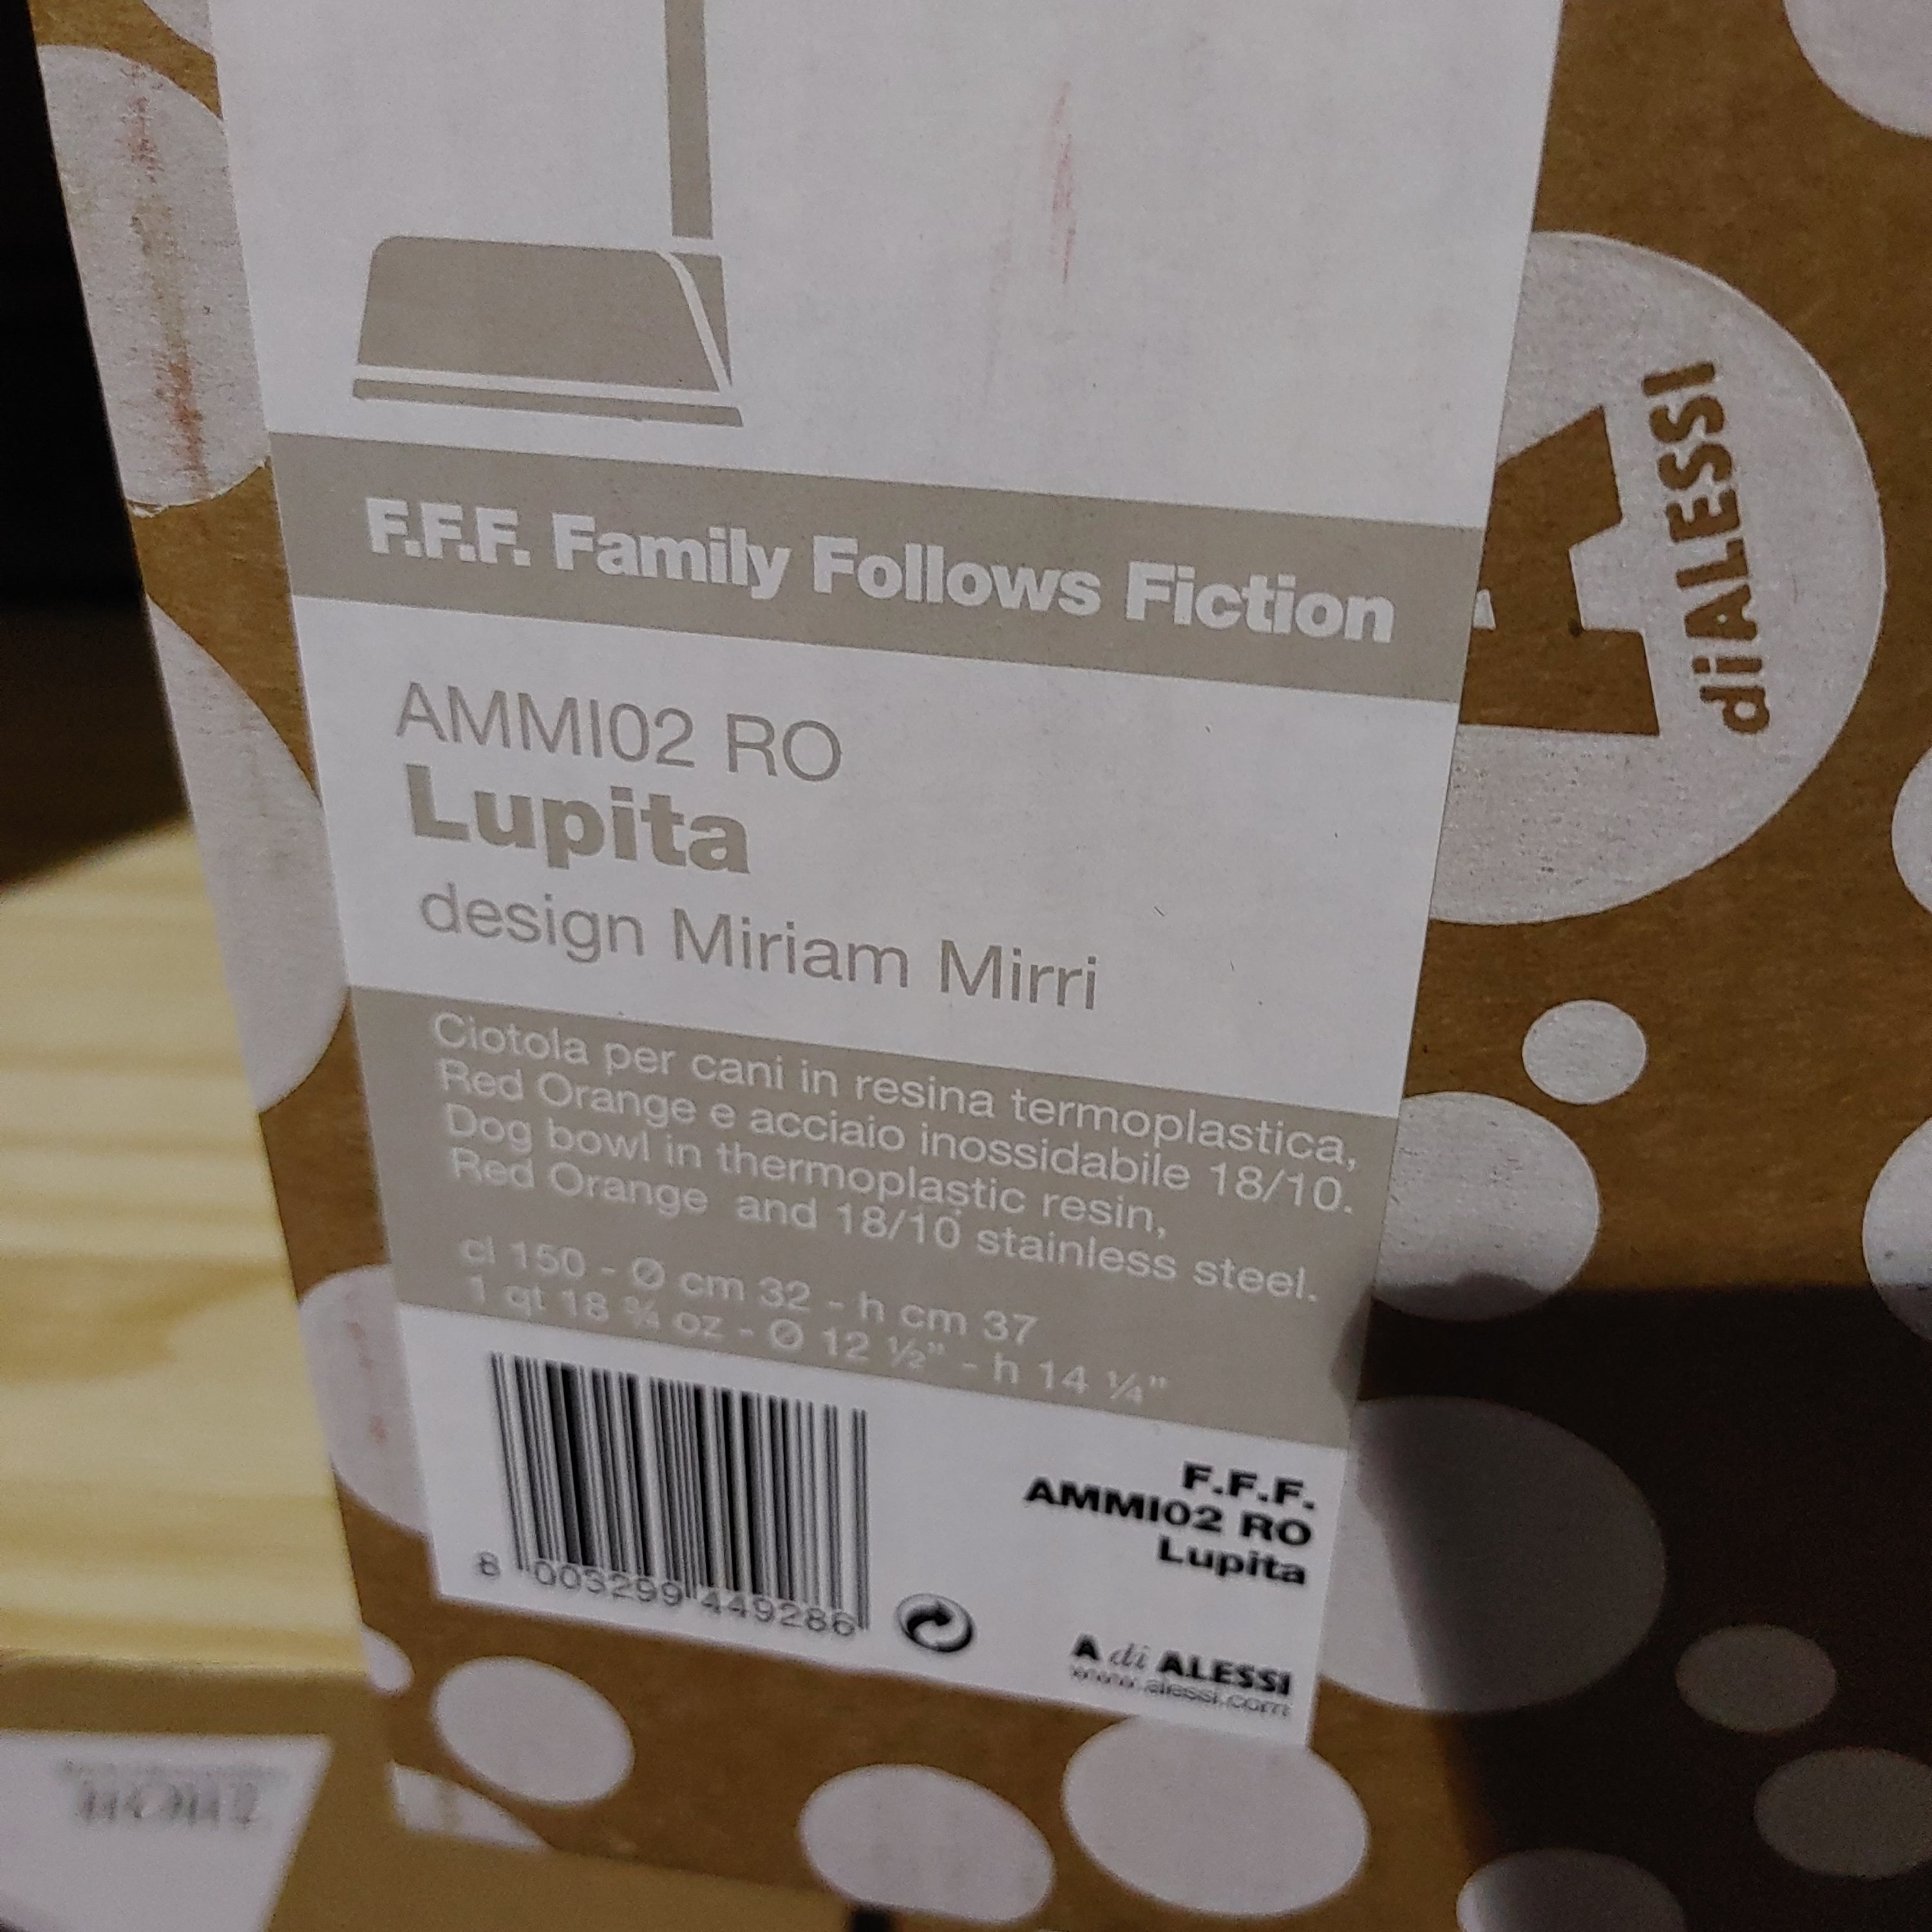 F.F.F. Family Follows Fiction
AMMI02 RO
Lupita
design Miriam Mirri
Ciotola per cani in resina termoplastica,
Red Orange e acciaio inossidabile 18/10.
Dog bowl in thermoplastic resin,
Red Orange  and 18/10 stainless steel.
cl 150 - Ø cm 32 - h cm 37
1 qt 18 ¾ oz - Ø 12 ½" - h 14 ¼"
8 003299 449286
F.F.F.
AMMI02 RO
Lupita
A di ALESSI
www.alessi.com
A
diALESSI